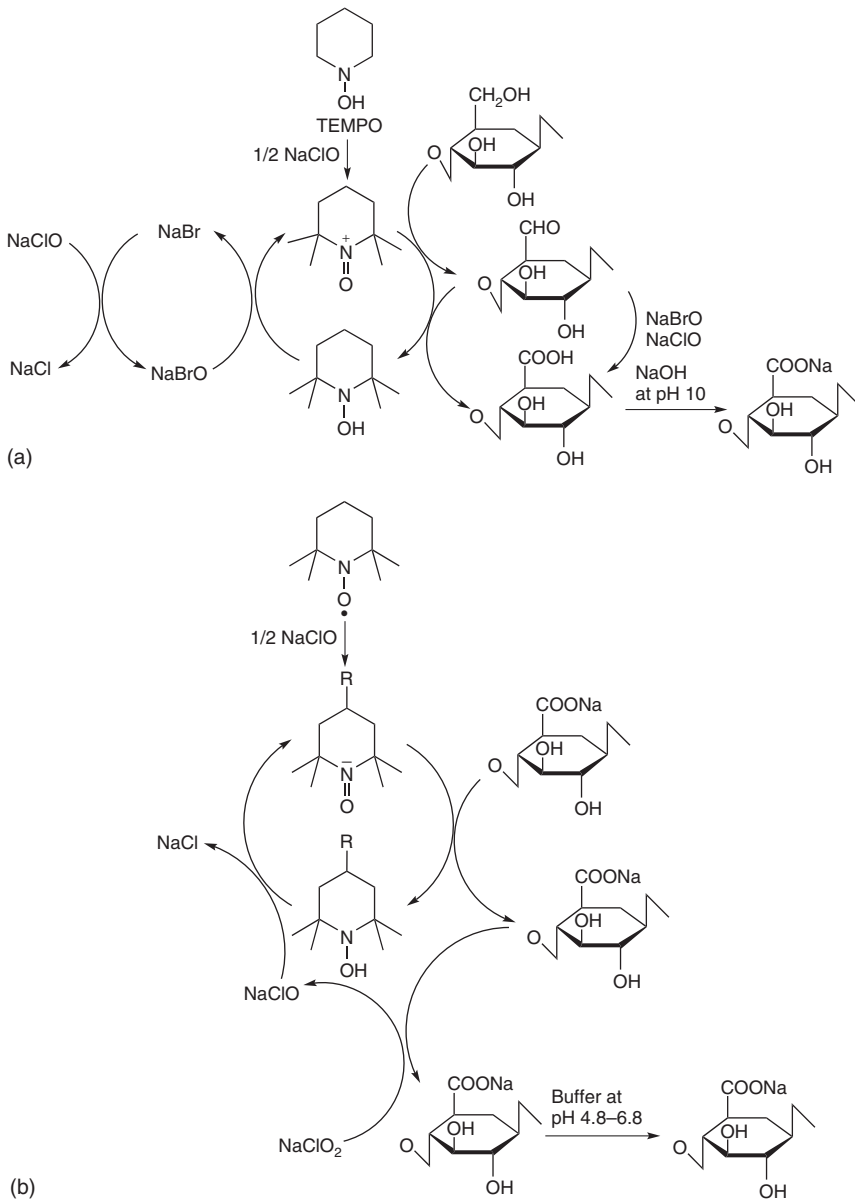 N
OH
TEMPO
1/2 NaClO
CH2OH
O
OH
OH
NaClO
NaBr
N
+
O
CHO
O
OH
OH
NaBrO
NaClO
NaCl
NaBrO
N
OH
COOH
O
OH
OH
NaOH
at pH 10
COONa
O
OH
OH
(a)
N
O
•
1/2 NaClO
R
N
–
O
COONa
O
OH
OH
NaCl
R
N
OH
COONa
O
OH
OH
NaClO
NaClO2
COONa
O
OH
OH
Buffer at
pH 4.8–6.8
COONa
O
OH
OH
(b)